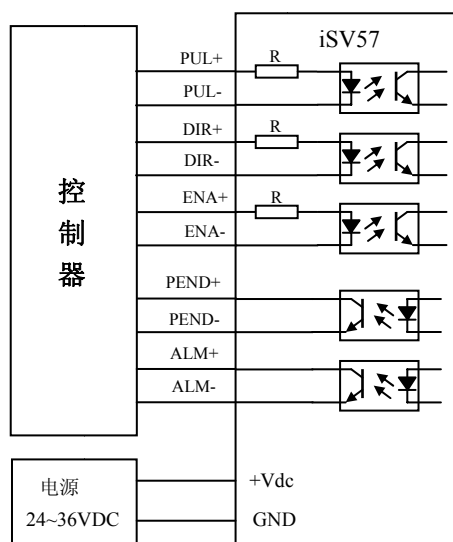 iSV57
PUL+
R
PUL-
DIR+
R
DIR-
ENA+
R
ENA-
控制器
PEND+
PEND-
ALM+
ALM-
电源
24~36VDC
+Vdc
GND